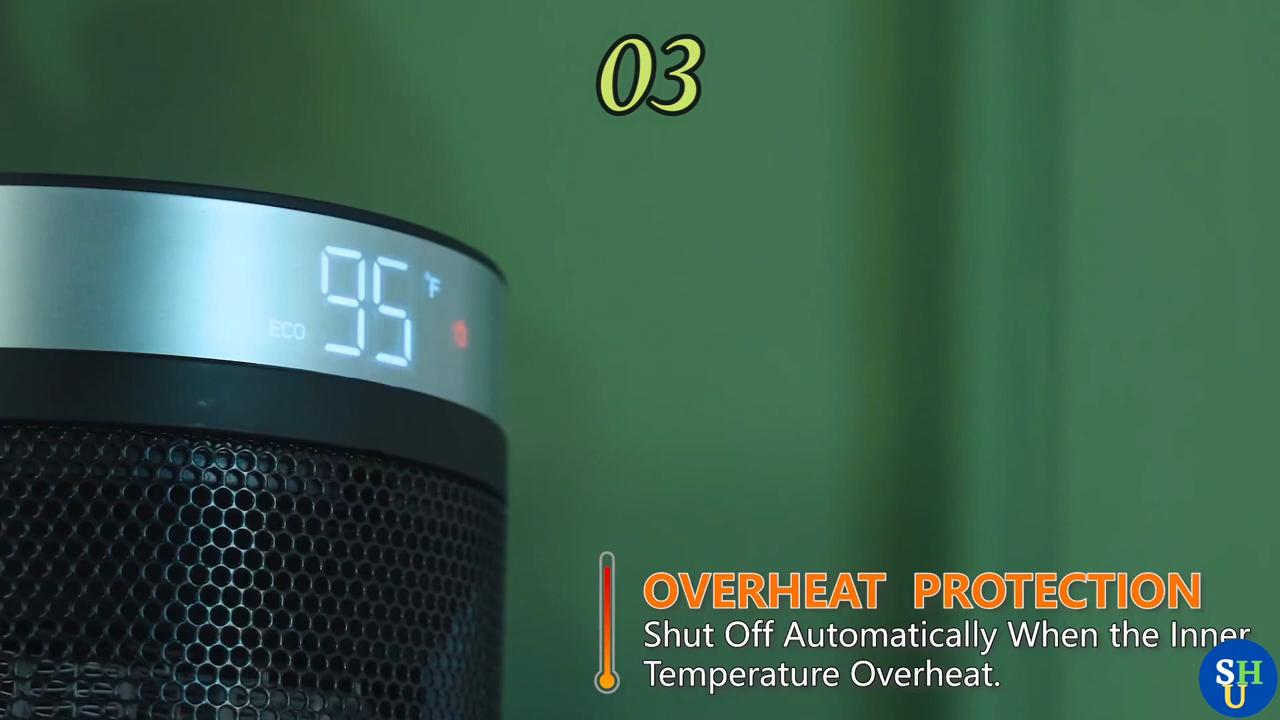 03
95 °F
ECO
OVERHEAT PROTECTION
Shut Off Automatically When the Inner
Temperature Overheat.
SHU